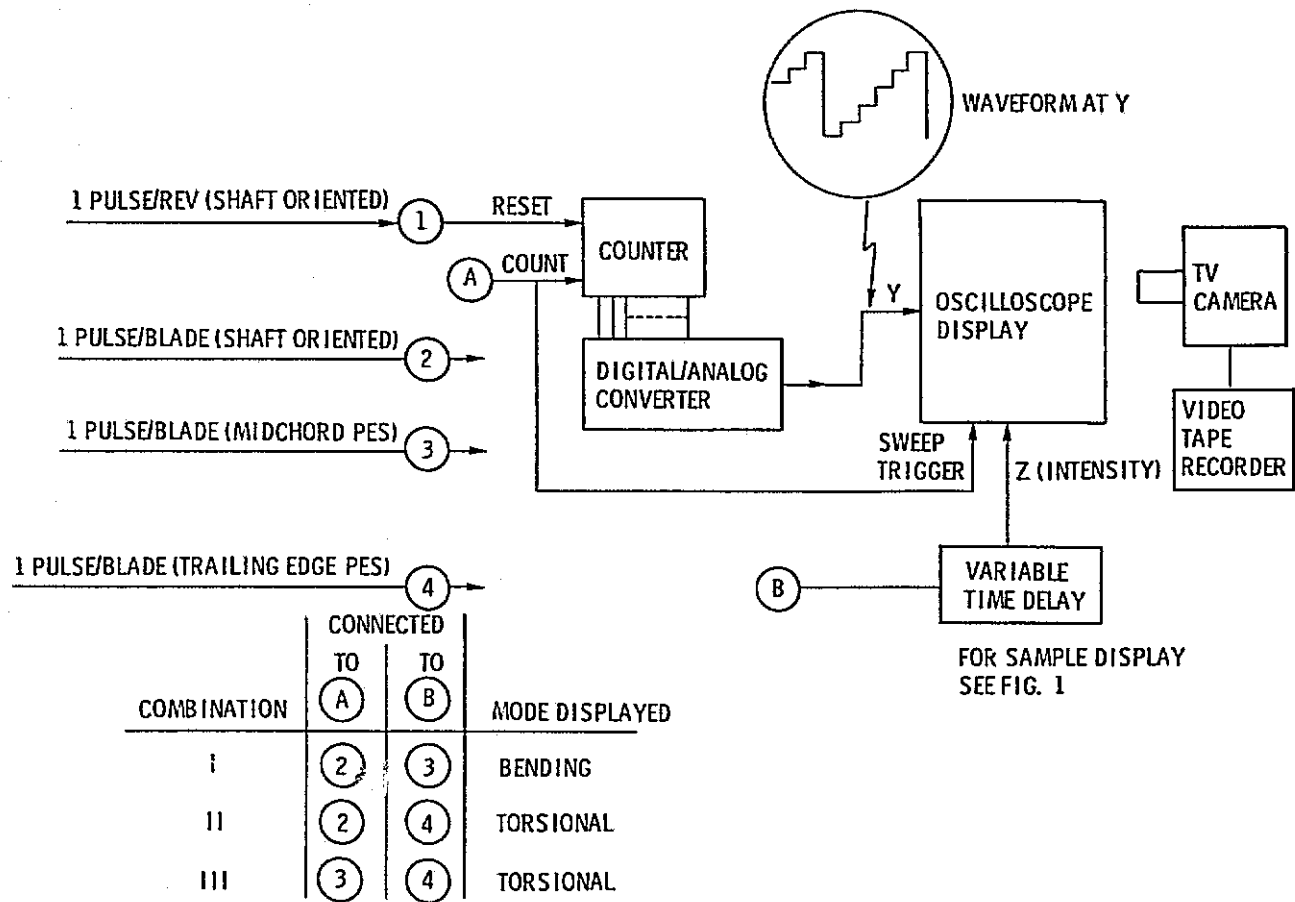 WAVEFORM AT Y
1 PULSE/REV (SHAFT ORIENTED)
1
RESET
COUNTER
A
COUNT
Y
OSCILLOSCOPE
DISPLAY
TV
CAMERA
1 PULSE/BLADE (SHAFT ORIENTED)
2
DIGITAL/ANALOG
CONVERTER
1 PULSE/BLADE (MIDCHORD PES)
3
SWEEP
TRIGGER
Z (INTENSITY)
VIDEO
TAPE
RECORDER
1 PULSE/BLADE (TRAILING EDGE PES)
4
B
VARIABLE
TIME DELAY
FOR SAMPLE DISPLAY
SEE FIG. 1
CONNECTED
TO TO
COMBINATION A B MODE DISPLAYED
I 2 3 BENDING
II 2 4 TORSIONAL
III 3 4 TORSIONAL